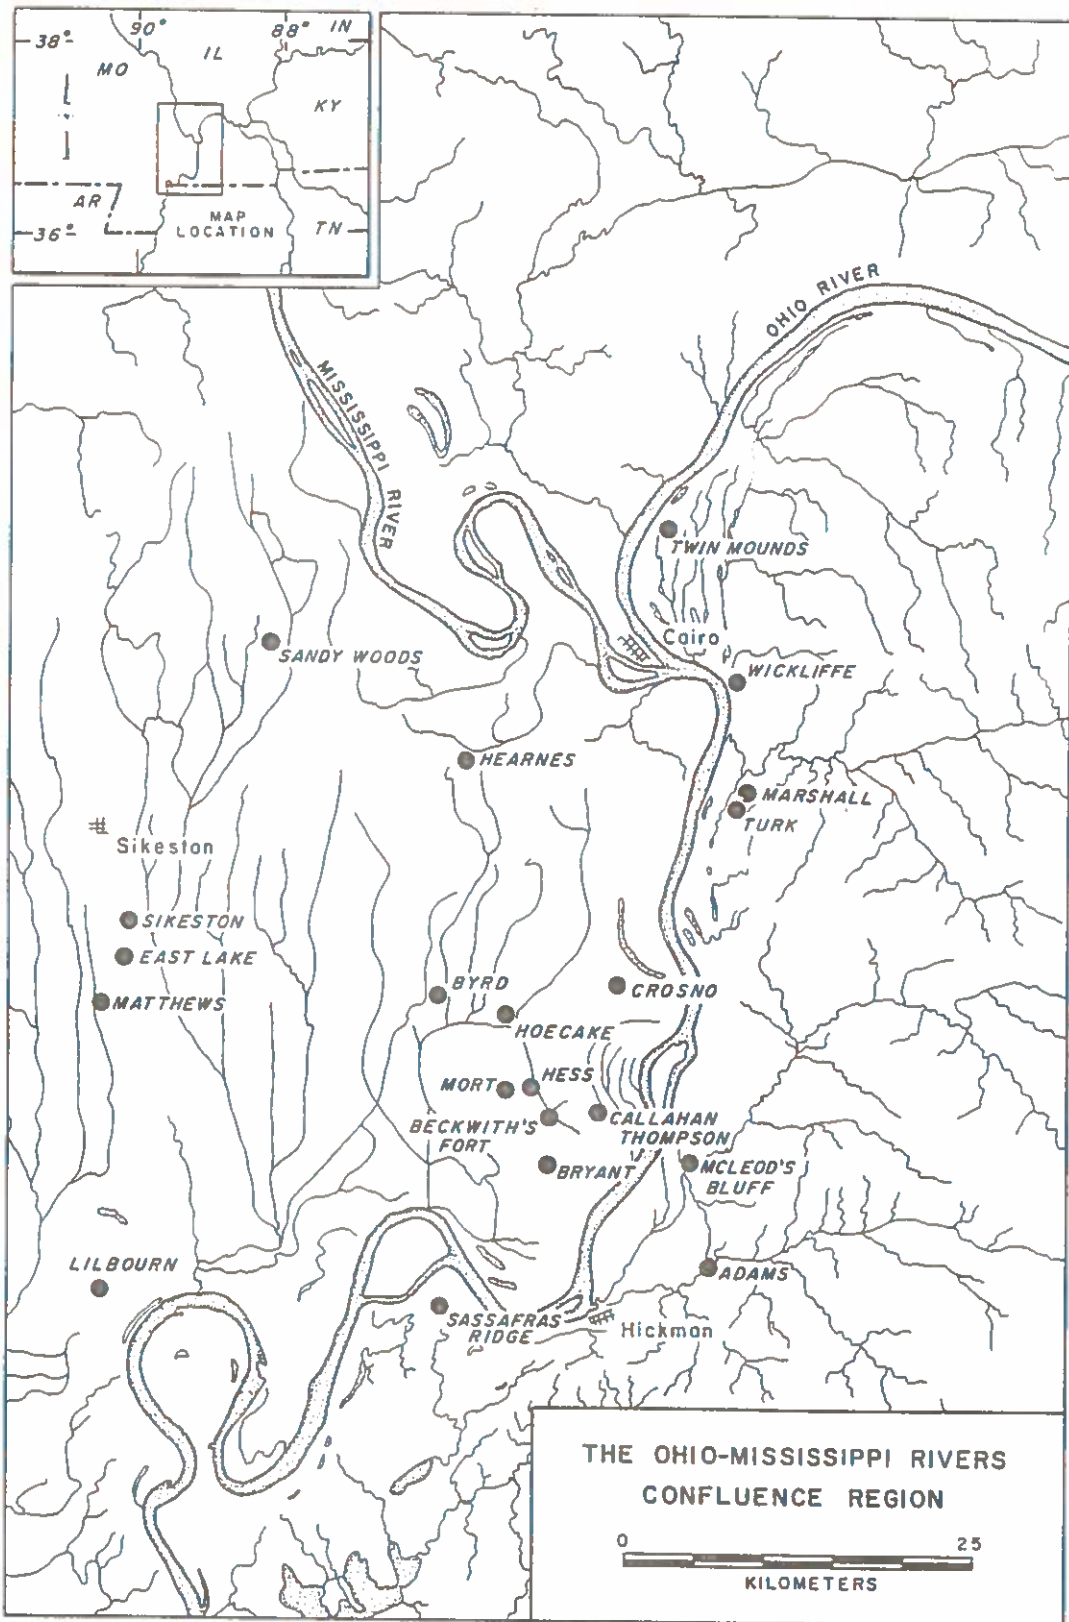 90°
88°
IN
38°
IL
MO
KY
AR
MAP
LOCATION
36°
TN
OHIO RIVER
MISSISSIPPI RIVER
TWIN MOUNDS
Cairo
SANDY WOODS
WICKLIFFE
HEARNES
MARSHALL
TURK
Sikeston
SIKESTON
EAST LAKE
BYRD
CROSNO
MATTHEWS
HOECAKE
HESS
MORT
BECKWITH'S
FORT
CALLAHAN
THOMPSON
BRYANT
MCLEOD'S
BLUFF
LILBOURN
ADAMS
SASSAFRAS
RIDGE
Hickman
THE OHIO-MISSISSIPPI RIVERS
CONFLUENCE REGION
0 25
KILOMETERS